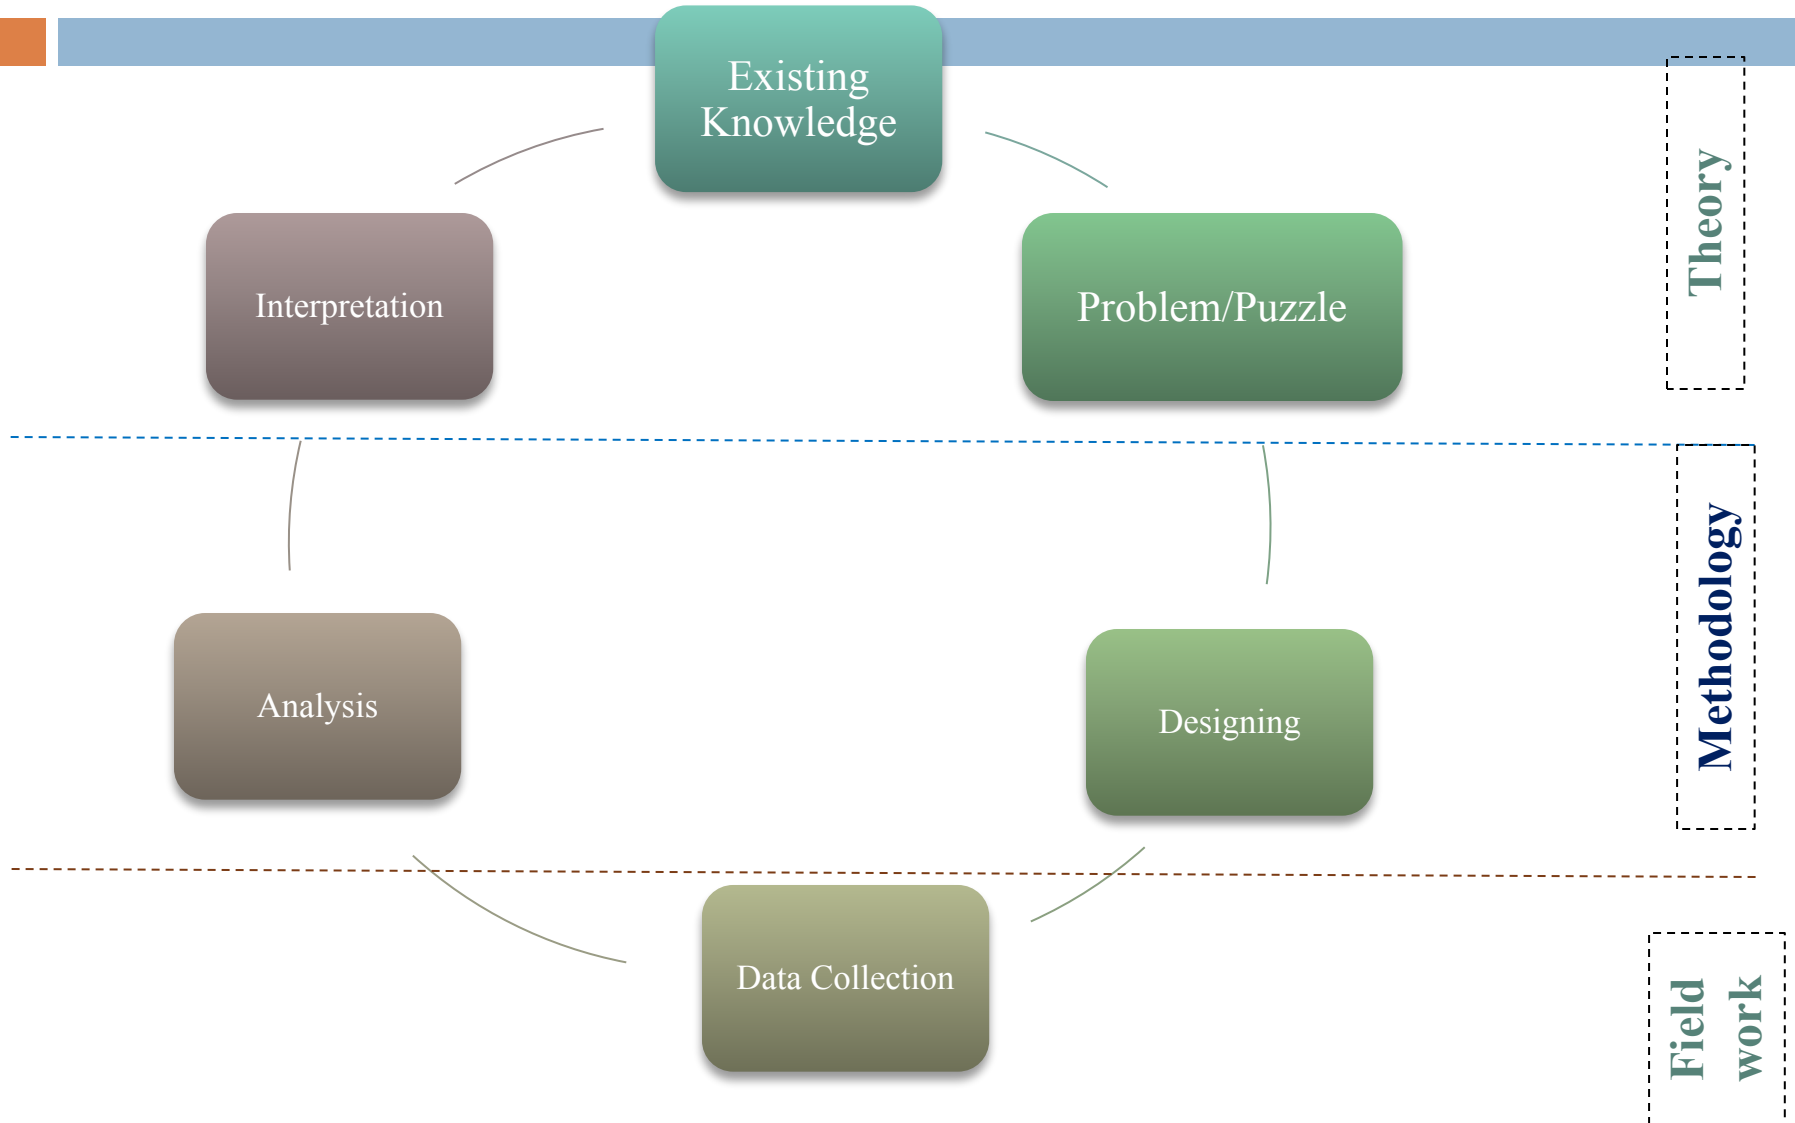 Existing
Knowledge
Interpretation
Problem/Puzzle
Theory
Analysis
Designing
Methodology
Data Collection
Field
work